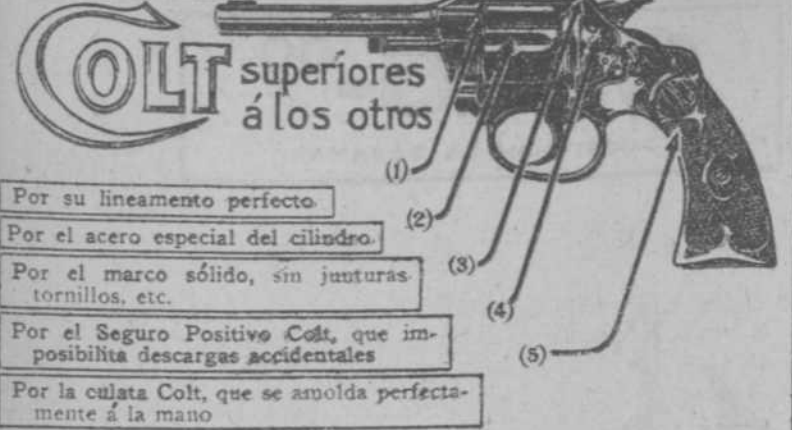 COLT superiores
á los otros
(1)
Por su lineamento perfecto.
(2)
Por el acero especial del cilindro.
(3)
Por el marco sólido, sin junturas
tornillos, etc.
(4)
Por el Seguro Positivo Colt, que im-
posibilita descargas accidentales
(5)
Por la culata Colt, que se amolda perfecta-
mente á la mano